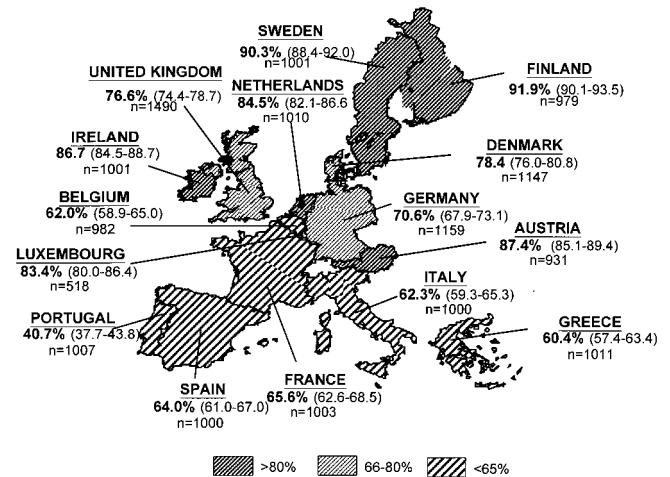 SWEDEN
90.3% (88.4-92.0)
n=1001
FINLAND
91.9% (90.1-93.5)
n=979
UNITED KINGDOM
76.6% (74.4-78.7)
n=1490
NETHERLANDS
84.5% (82.1-86.6
n=1010
IRELAND
86.7 (84.5-88.7)
n=1001
DENMARK
78.4 (76.0-80.8)
n=1147
BELGIUM
62.0% (58.9-65.0)
n=982
GERMANY
70.6% (67.9-73.1)
n=1159
AUSTRIA
87.4% (85.1-89.4)
n=931
LUXEMBOURG
83.4% (80.0-86.4)
n=518
ITALY
62.3% (59.3-65.3)
n=1000
PORTUGAL
40.7% (37.7-43.8)
n=1007
GREECE
60.4% (57.4-63.4)
n=1011
SPAIN
64.0% (61.0-67.0)
n=1000
FRANCE
65.6% (62.6-68.5)
n=1003
>80%
66-80%
<65%